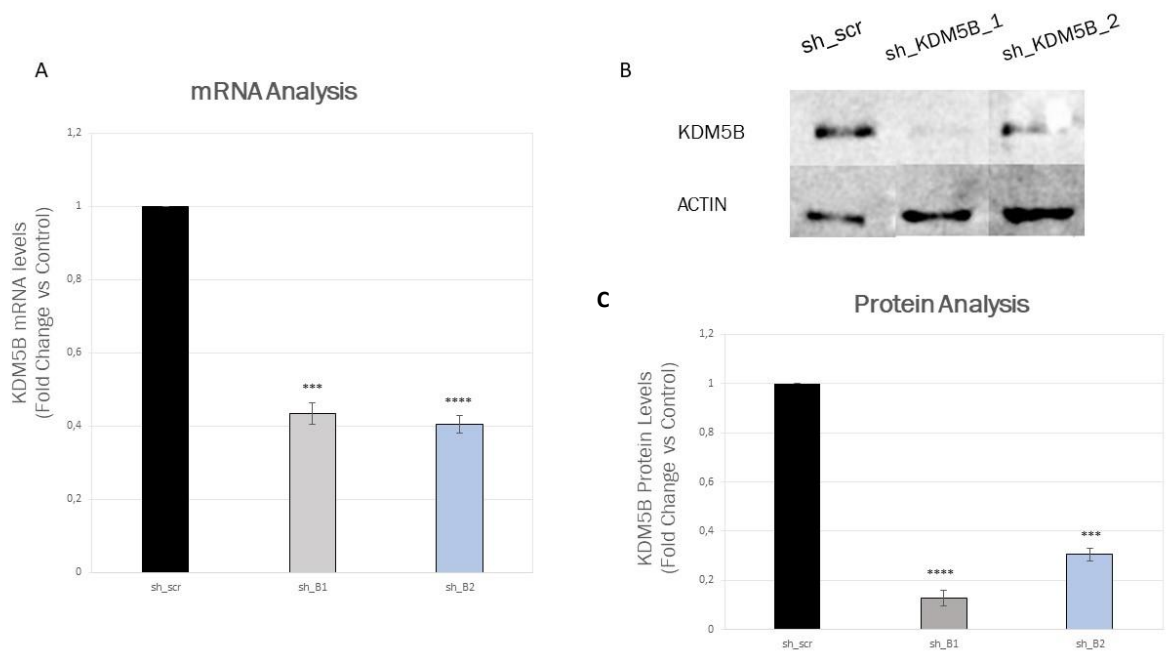 A
mRNA Analysis
KDM5B mRNA levels
(Fold Change vs Control)
1,2
1
0,8
0,6
0,4
0,2
0
***
****
sh_scr
sh_B1
sh_B2
B
sh_scr
sh_KDM5B_1
sh_KDM5B_2
KDM5B
ACTIN
C
Protein Analysis
KDM5B Protein Levels
(Fold Change vs Control)
1,2
1
0,8
0,6
0,4
0,2
0
****
***
sh_scr
sh_B1
sh_B2